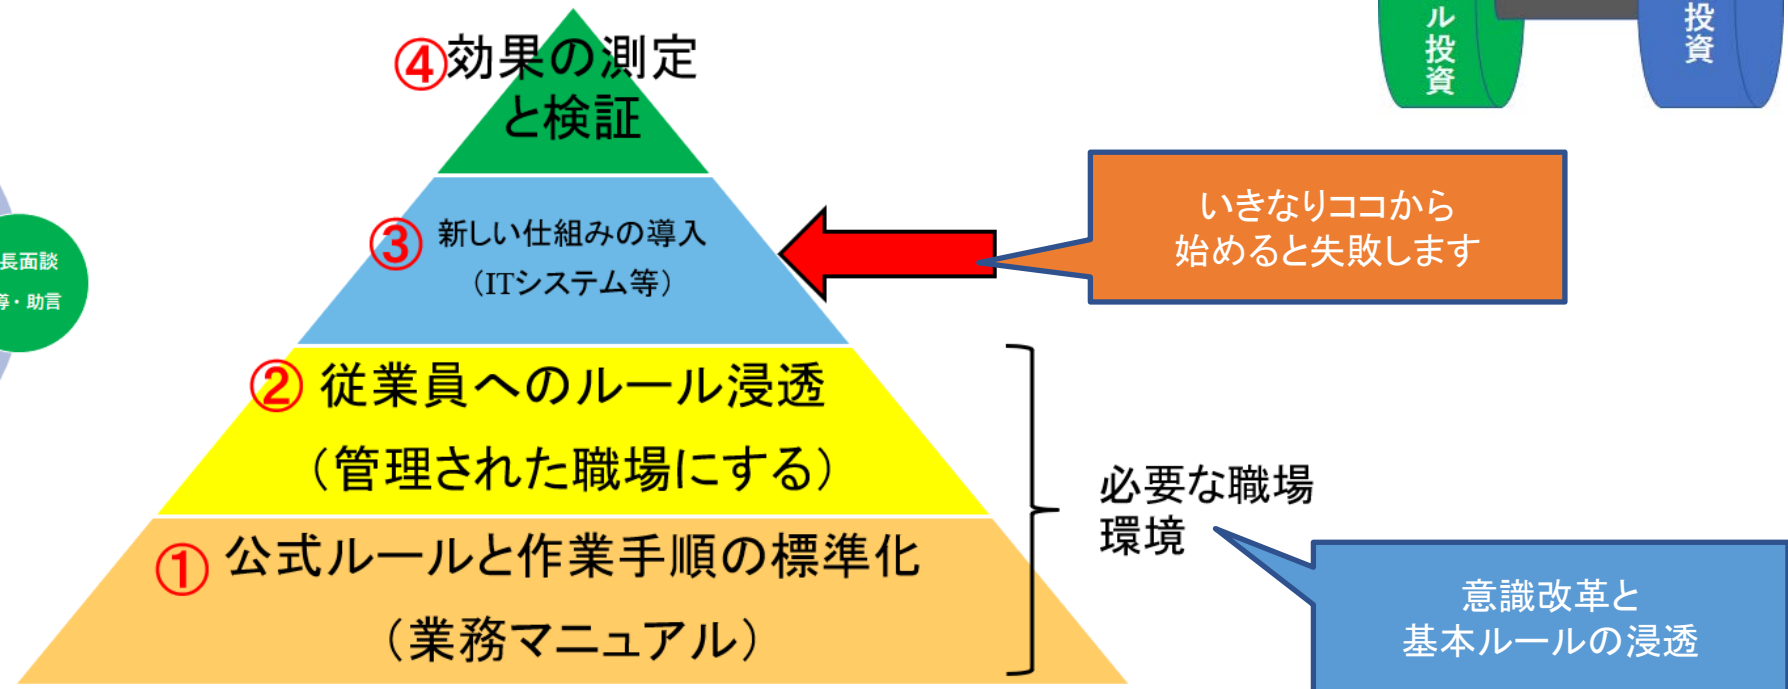 ④効果の測定
と検証
③ 新しい仕組みの導入
（ITシステム等）
② 従業員へのルール浸透
（管理された職場にする）
① 公式ルールと作業手順の標準化
（業務マニュアル）
いきなりココから
始めると失敗します
必要な職場
環境
意識改革と
基本ルールの浸透
ル投資
投資
長面談
・助言